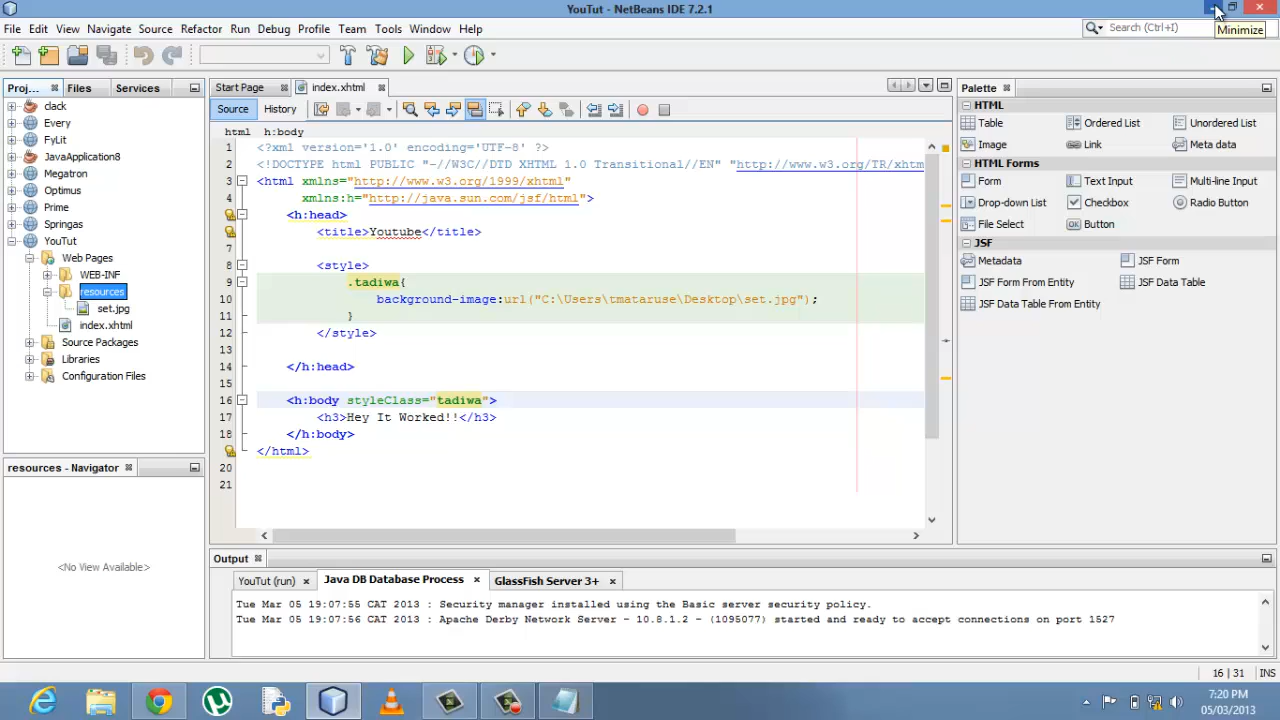 YouTut - NetBeans IDE 7.2.1
File Edit View Navigate Source Refactor Run Debug Profile Team Tools Window Help
Search (Ctrl+I)
Minimize
Proj... Files Services
Start Page index.xhtml
Palette
Source History
html h:body
clack
Every
FyLit
JavaApplication8
Megatron
Optimus
Prime
Springas
YouTut
Web Pages
WEB-INF
resources
set.jpg
index.xhtml
Source Packages
Libraries
Configuration Files
1 <?xml version='1.0' encoding='UTF-8' ?>
2 <!DOCTYPE html PUBLIC "-//W3C//DTD XHTML 1.0 Transitional//EN" "http://www.w3.org/TR/xhtm
3 <html xmlns="http://www.w3.org/1999/xhtml"
4 xmlns:h="http://java.sun.com/jsf/html">
<h:head>
<title>Youtube</title>
7
8 <style>
9 .tadiwa{
10 background-image:url("C:\Users\tmataruse\Desktop\set.jpg");
11 }
12 </style>
13
14 </h:head>
15
16 <h:body styleClass="tadiwa">
17 <h3>Hey It Worked!!</h3>
18 </h:body>
</html>
20
21
HTML
Table Ordered List Unordered List
Image Link Meta data
HTML Forms
Form Text Input Multi-line Input
Drop-down List Checkbox Radio Button
File Select Button
JSF
Metadata JSF Form
JSF Form From Entity JSF Data Table
JSF Data Table From Entity
resources - Navigator
<No View Available>
Output
YouTut (run) Java DB Database Process GlassFish Server 3+
Tue Mar 05 19:07:55 CAT 2013 : Security manager installed using the Basic server security policy.
Tue Mar 05 19:07:56 CAT 2013 : Apache Derby Network Server - 10.8.1.2 - (1095077) started and ready to accept connections on port 1527
16 | 31 INS
7:20 PM
05/03/2013